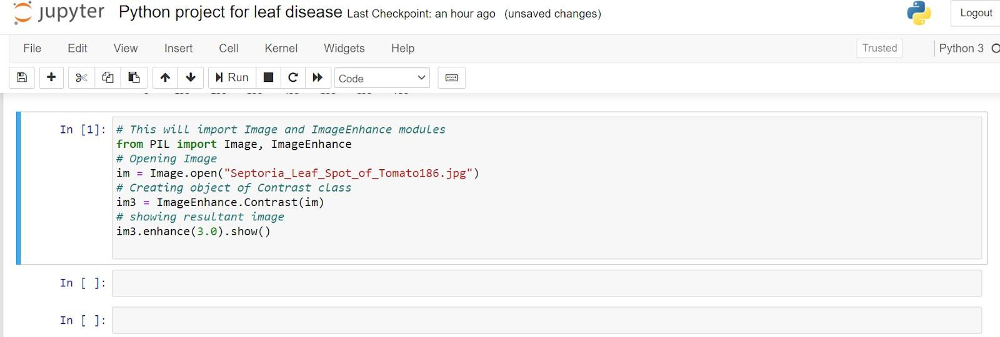 jupyter Python project for leaf disease Last Checkpoint: an hour ago (unsaved changes) Logout
File Edit View Insert Cell Kernel Widgets Help Trusted Python 3
Run Code
In [1]: # This will import Image and ImageEnhance modules
from PIL import Image, ImageEnhance
# Opening Image
im = Image.open("Septoria_Leaf_Spot_of_Tomato186.jpg")
# Creating object of Contrast class
im3 = ImageEnhance.Contrast(im)
# showing resultant image
im3.enhance(3.0).show()
In [ ]:
In [ ]: